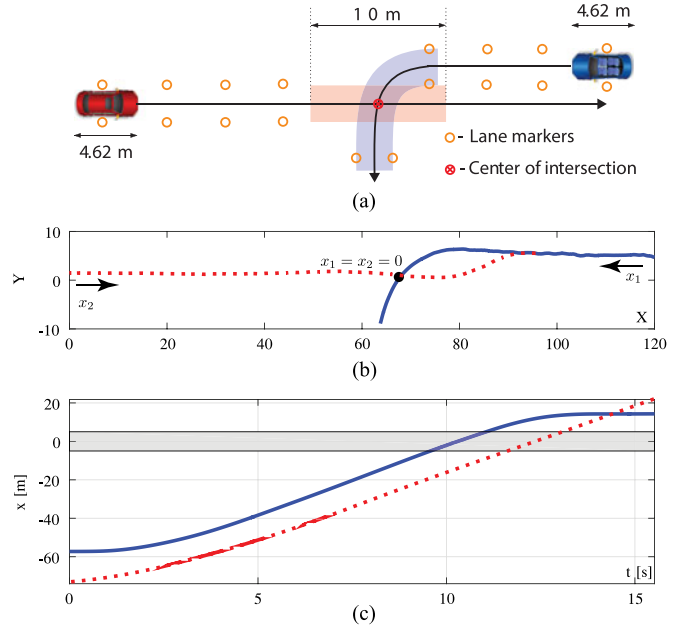 10 m
4.62 m
4.62 m
- Lane markers
- Center of intersection
(a)
10
0
-10
Y
x₁ = x₂ = 0
x₂
x₁
X
0 20 40 60 80 100 120
(b)
20
0
-20
-40
-60
x [m]
t [s]
0 5 10 15
(c)